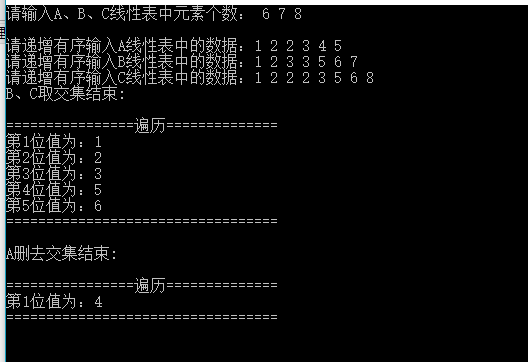 请输入A、B、C线性表中元素个数： 6 7 8
请递增有序输入A线性表中的数据：1 2 2 3 4 5
请递增有序输入B线性表中的数据：1 2 3 3 5 6 7
请递增有序输入C线性表中的数据：1 2 2 2 3 5 6 8
B、C取交集结束:
================遍历==============
第1位值为：1
第2位值为：2
第3位值为：3
第4位值为：5
第5位值为：6
==================================
A删去交集结束:
================遍历==============
第1位值为：4
==================================